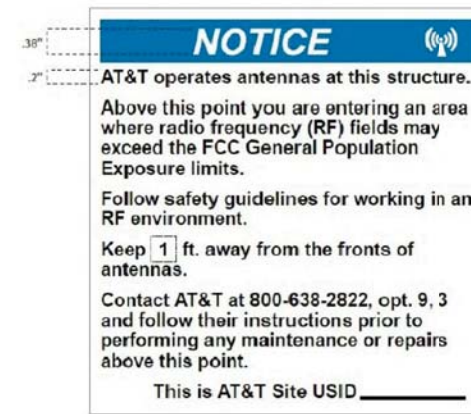 .38"
NOTICE
.2"
AT&T operates antennas at this structure.
Above this point you are entering an area
where radio frequency (RF) fields may
exceed the FCC General Population
Exposure limits.
Follow safety guidelines for working in an
RF environment.
Keep 1 ft. away from the fronts of
antennas.
Contact AT&T at 800-638-2822, opt. 9, 3
and follow their instructions prior to
performing any maintenance or repairs
above this point.
This is AT&T Site USID